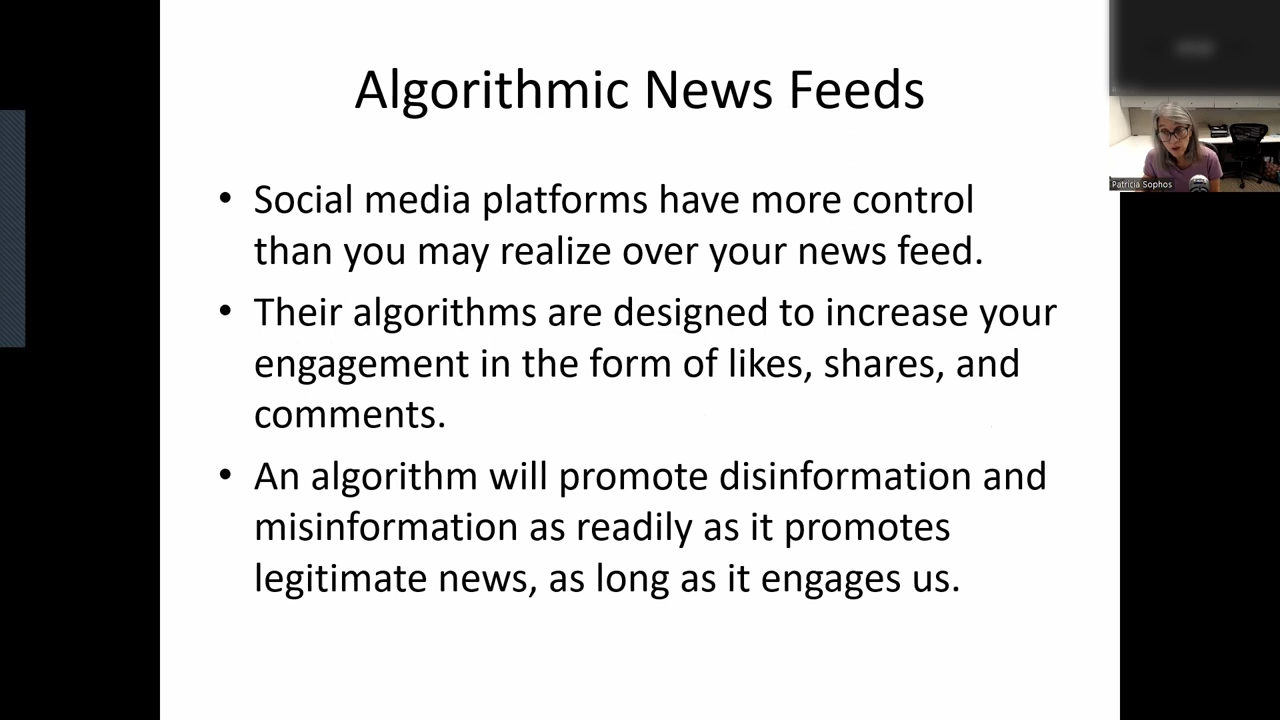 Algorithmic News Feeds
• Social media platforms have more control
than you may realize over your news feed.
• Their algorithms are designed to increase your
engagement in the form of likes, shares, and
comments.
• An algorithm will promote disinformation and
misinformation as readily as it promotes
legitimate news, as long as it engages us.
Patricia Sophos